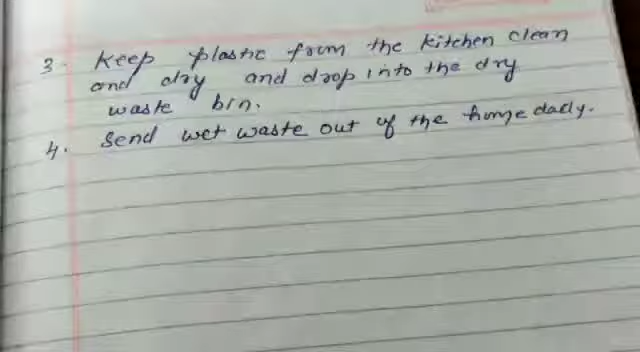 3. Keep plastic from the kitchen clean
and dry and drop into the dry
waste bin.
4. Send wet waste out of the home daily.